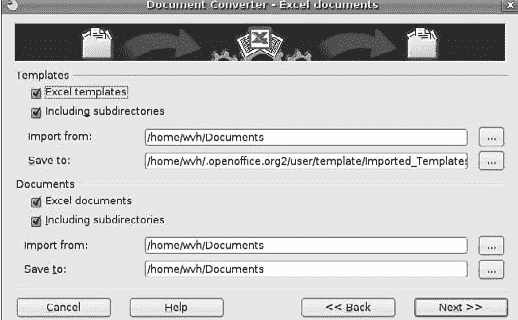 Document Converter - Excel documents
Templates
Excel templates
Including subdirectories
Import from: /home/wvh/Documents ...
Save to: /home/wvh/.openoffice.org2/user/template/Imported_Templates ...
Documents
Excel documents
Including subdirectories
Import from: /home/wvh/Documents ...
Save to: /home/wvh/Documents ...
Cancel Help << Back Next >>